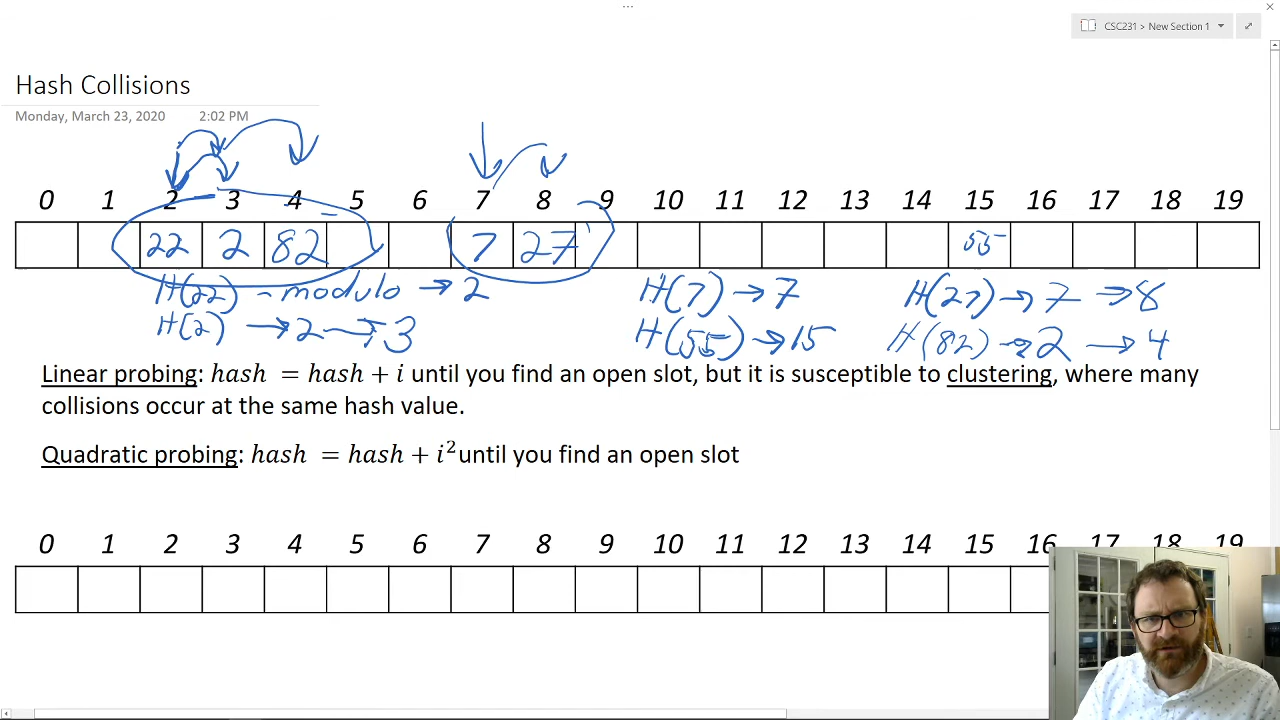 CSC231 > New Section 1
Hash Collisions
Monday, March 23, 2020 2:02 PM
0 1 2 3 4 5 6 7 8 9 10 11 12 13 14 15 16 17 18 19
22 2 82 7 27 55
H(22) - modulo → 2 H(7) → 7 H(27) → 7 → 8
H(2) → 2 → 3 H(55) → 15 H(82) → 2 → 4
Linear probing: hash = hash + i until you find an open slot, but it is susceptible to clustering, where many
collisions occur at the same hash value.
Quadratic probing: hash = hash + i² until you find an open slot
0 1 2 3 4 5 6 7 8 9 10 11 12 13 14 15 16 17 18 19